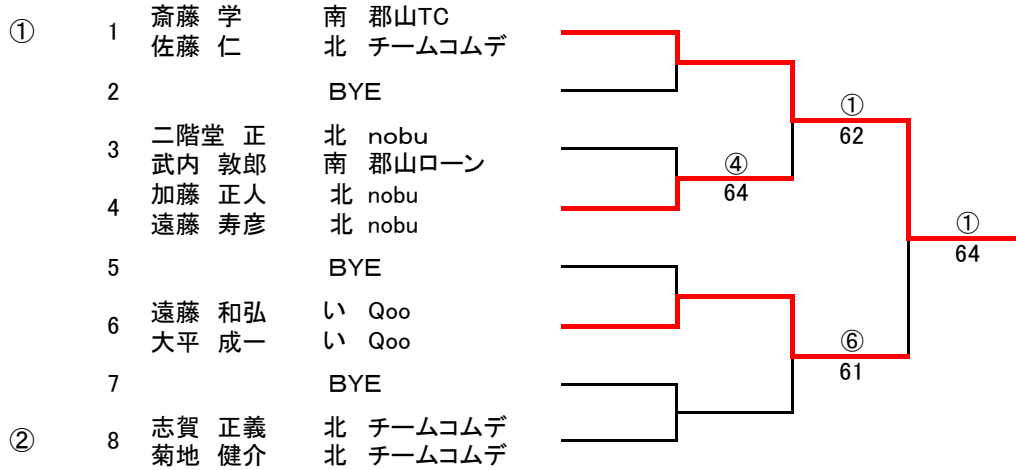 ① 1 斎藤 学 南 郡山TC
佐藤 仁 北 チームコムデ
2 BYE
①
62
3 二階堂 正 北 nobu
武内 敦郎 南 郡山ローン
④
64
4 加藤 正人 北 nobu
遠藤 寿彦 北 nobu
①
64
5 BYE
6 遠藤 和弘 い Qoo
大平 成一 い Qoo
⑥
61
7 BYE
② 8 志賀 正義 北 チームコムデ
菊地 健介 北 チームコムデ